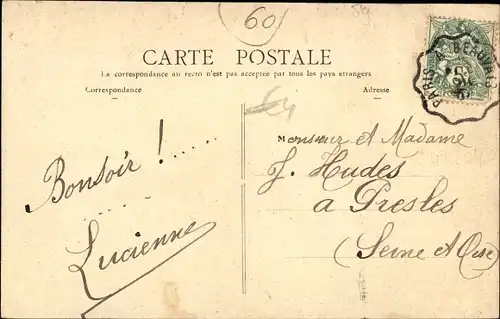 60
CARTE POSTALE
La correspondance au recto n'est pas acceptée par tous les pays étrangers
Correspondance
Adresse
Bonsoir !.....
Lucienne
Monsieur et Madame
J. Hudes
a Presles
(Seine et Oise)
PARIS A